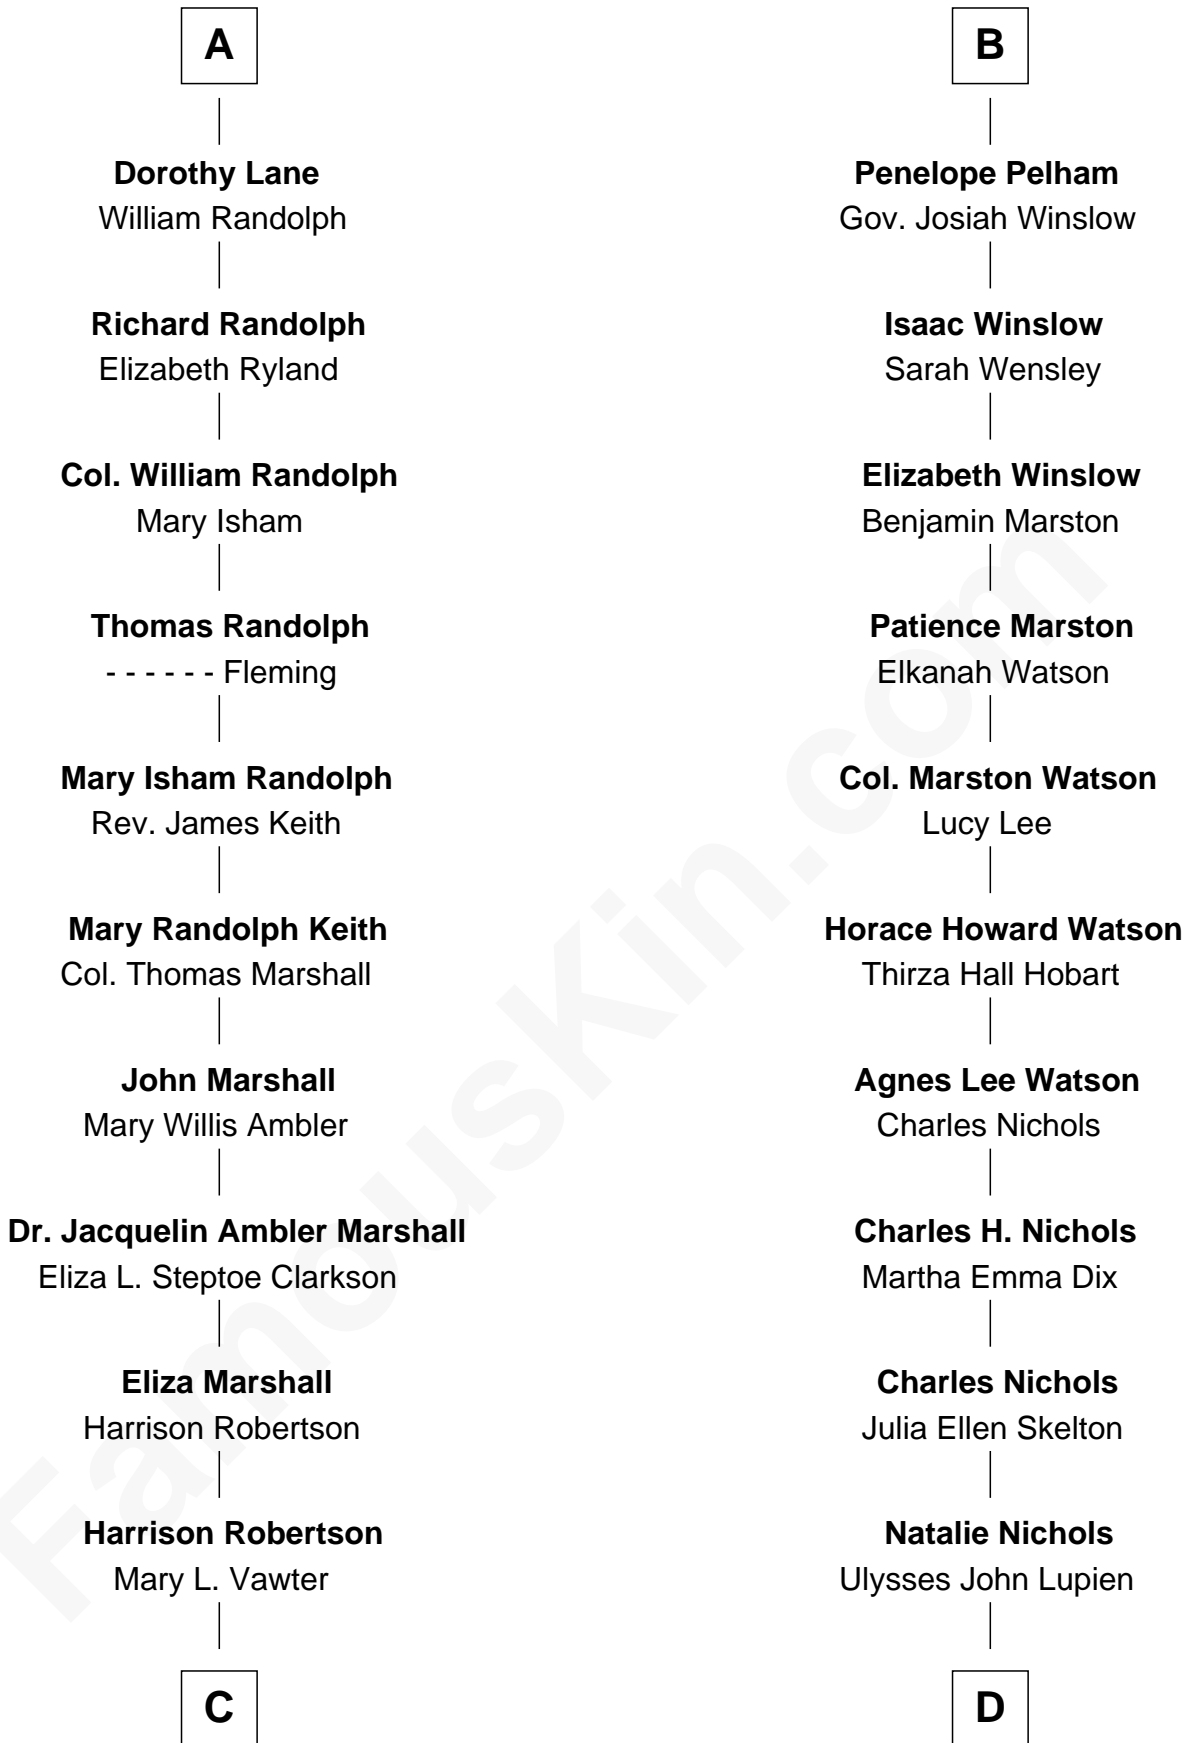 A
Dorothy Lane
William Randolph
Richard Randolph
Elizabeth Ryland
Col. William Randolph
Mary Isham
Thomas Randolph
- - - - - - Fleming
Mary Isham Randolph
Rev. James Keith
Mary Randolph Keith
Col. Thomas Marshall
John Marshall
Mary Willis Ambler
Dr. Jacquelin Ambler Marshall
Eliza L. Steptoe Clarkson
Eliza Marshall
Harrison Robertson
Harrison Robertson
Mary L. Vawter
C
B
Penelope Pelham
Gov. Josiah Winslow
Isaac Winslow
Sarah Wensley
Elizabeth Winslow
Benjamin Marston
Patience Marston
Elkanah Watson
Col. Marston Watson
Lucy Lee
Horace Howard Watson
Thirza Hall Hobart
Agnes Lee Watson
Charles Nichols
Charles H. Nichols
Martha Emma Dix
Charles Nichols
Julia Ellen Skelton
Natalie Nichols
Ulysses John Lupien
D
FamousKin.com